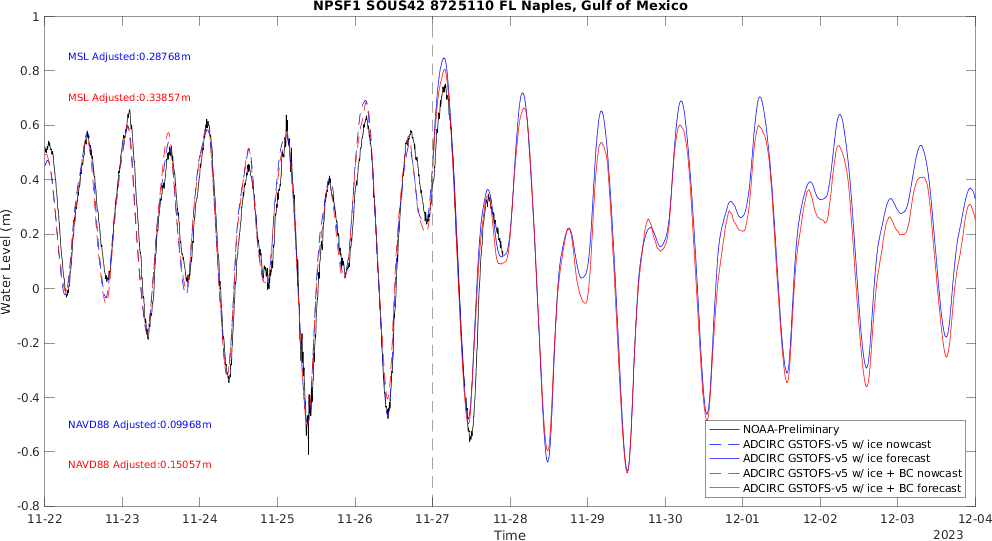 NPSF1 SOUS42 8725110 FL Naples, Gulf of Mexico
MSL Adjusted:0.28768m
MSL Adjusted:0.33857m
NAVD88 Adjusted:0.09968m
NAVD88 Adjusted:0.15057m
Water Level (m)
1
0.8
0.6
0.4
0.2
0
-0.2
-0.4
-0.6
-0.8
NOAA-Preliminary
ADCIRC GSTOFS-v5 w/ ice nowcast
ADCIRC GSTOFS-v5 w/ ice forecast
ADCIRC GSTOFS-v5 w/ ice + BC nowcast
ADCIRC GSTOFS-v5 w/ ice + BC forecast
11-22 11-23 11-24 11-25 11-26 11-27 11-28 11-29 11-30 12-01 12-02 12-03 12-04
Time
2023